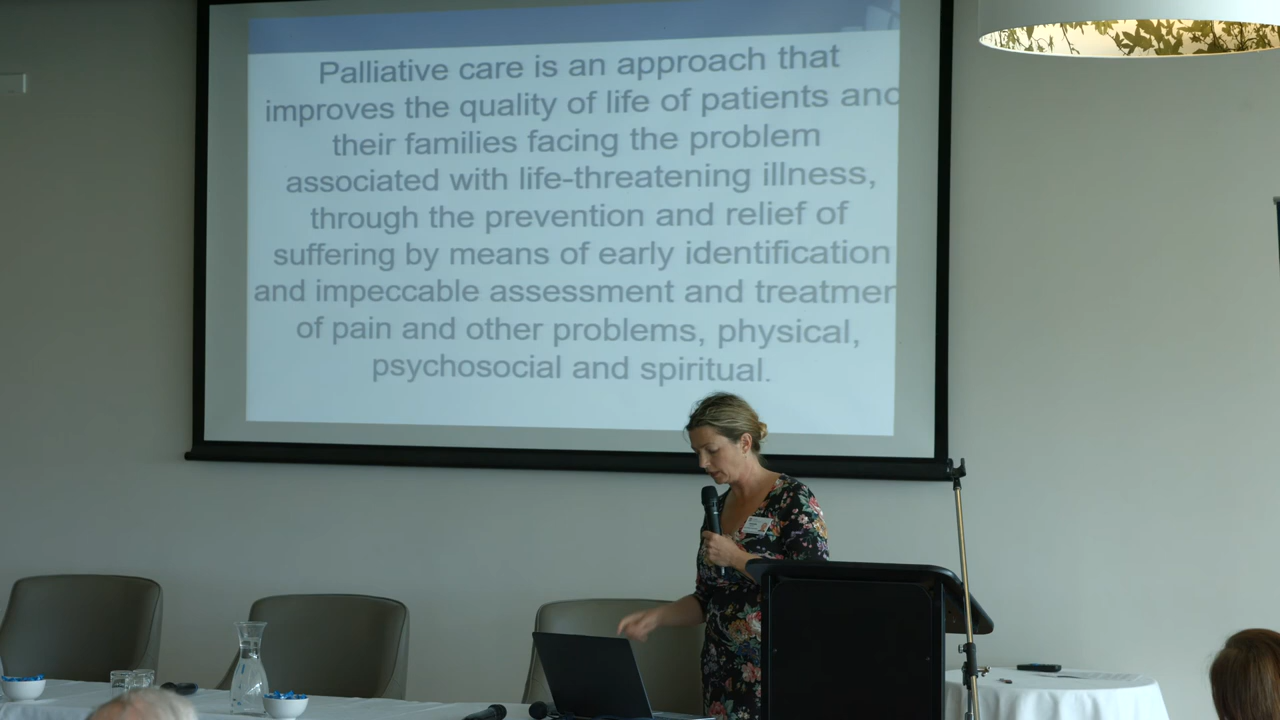 Palliative care is an approach that
improves the quality of life of patients and
their families facing the problem
associated with life-threatening illness,
through the prevention and relief of
suffering by means of early identification
and impeccable assessment and treatmen
of pain and other problems, physical,
psychosocial and spiritual.